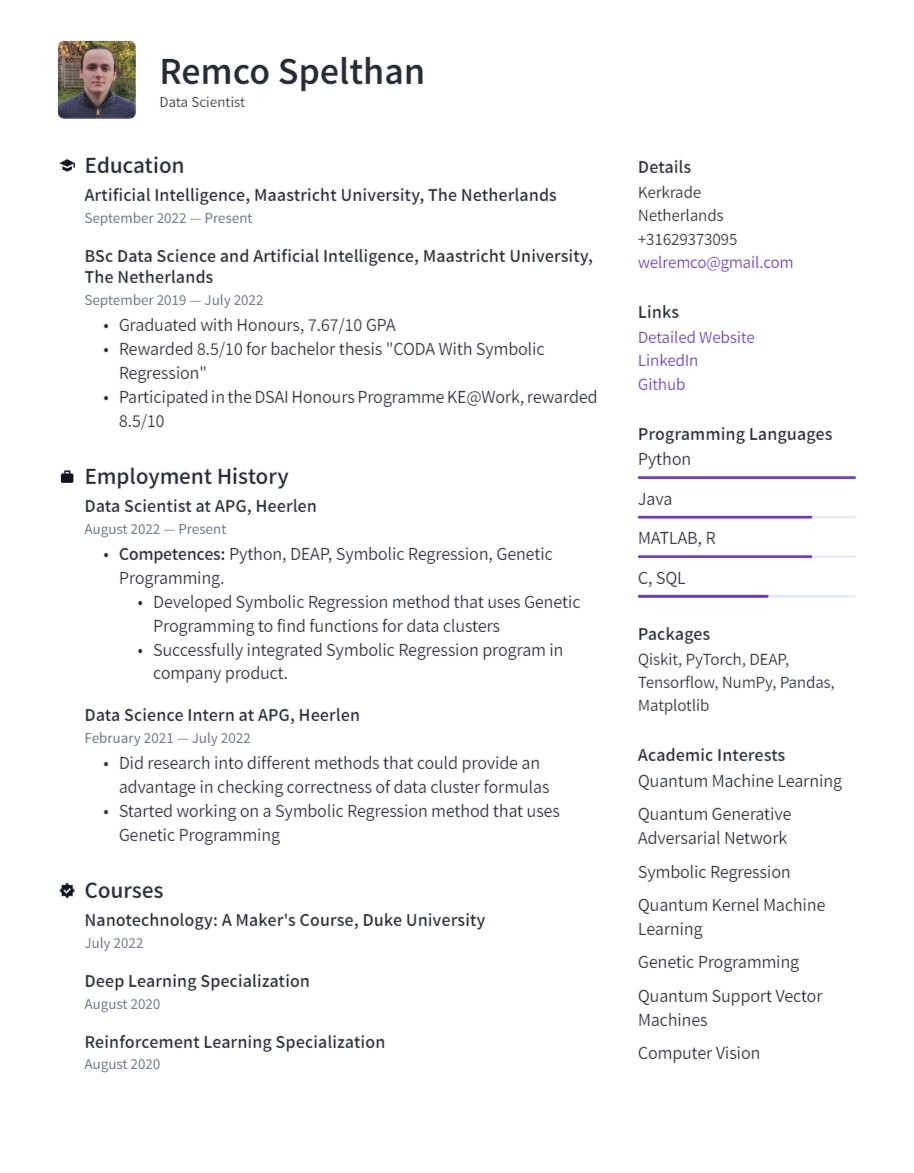 Remco Spelthan
Data Scientist
Education
Artificial Intelligence, Maastricht University, The Netherlands
September 2022 — Present
BSc Data Science and Artificial Intelligence, Maastricht University,
The Netherlands
September 2019 — July 2022
• Graduated with Honours, 7.67/10 GPA
• Rewarded 8.5/10 for bachelor thesis "CODA With Symbolic
Regression"
• Participated in the DSAI Honours Programme KE@Work, rewarded
8.5/10
Employment History
Data Scientist at APG, Heerlen
August 2022 — Present
• Competences: Python, DEAP, Symbolic Regression, Genetic
Programming.
• Developed Symbolic Regression method that uses Genetic
Programming to find functions for data clusters
• Successfully integrated Symbolic Regression program in
company product.
Data Science Intern at APG, Heerlen
February 2021 — July 2022
• Did research into different methods that could provide an
advantage in checking correctness of data cluster formulas
• Started working on a Symbolic Regression method that uses
Genetic Programming
Courses
Nanotechnology: A Maker's Course, Duke University
July 2022
Deep Learning Specialization
August 2020
Reinforcement Learning Specialization
August 2020
Details
Kerkrade
Netherlands
+31629373095
welremco@gmail.com
Links
Detailed Website
LinkedIn
Github
Programming Languages
Python
Java
MATLAB, R
C, SQL
Packages
Qiskit, PyTorch, DEAP,
Tensorflow, NumPy, Pandas,
Matplotlib
Academic Interests
Quantum Machine Learning
Quantum Generative
Adversarial Network
Symbolic Regression
Quantum Kernel Machine
Learning
Genetic Programming
Quantum Support Vector
Machines
Computer Vision